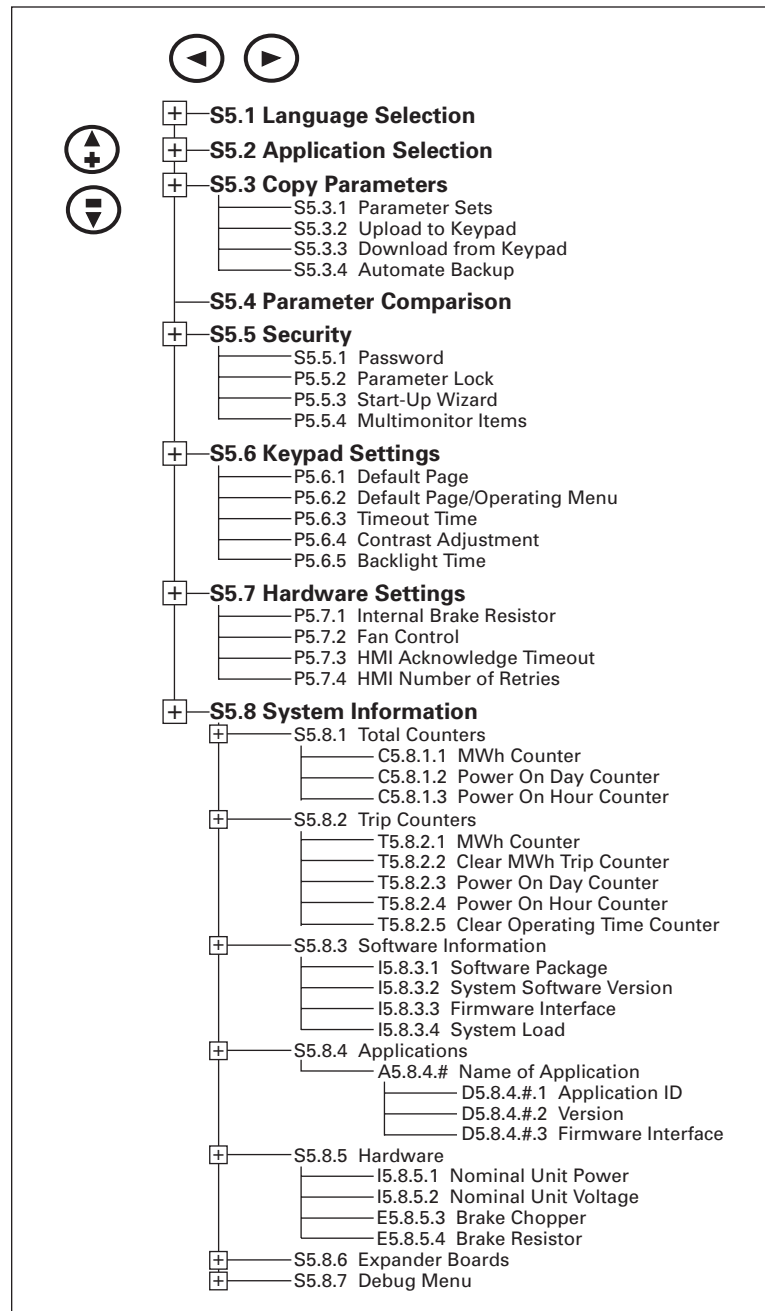 S5.1 Language Selection
S5.2 Application Selection
S5.3 Copy Parameters
S5.3.1 Parameter Sets
S5.3.2 Upload to Keypad
S5.3.3 Download from Keypad
S5.3.4 Automate Backup
S5.4 Parameter Comparison
S5.5 Security
S5.5.1 Password
P5.5.2 Parameter Lock
P5.5.3 Start-Up Wizard
P5.5.4 Multimonitor Items
S5.6 Keypad Settings
P5.6.1 Default Page
P5.6.2 Default Page/Operating Menu
P5.6.3 Timeout Time
P5.6.4 Contrast Adjustment
P5.6.5 Backlight Time
S5.7 Hardware Settings
P5.7.1 Internal Brake Resistor
P5.7.2 Fan Control
P5.7.3 HMI Acknowledge Timeout
P5.7.4 HMI Number of Retries
S5.8 System Information
S5.8.1 Total Counters
C5.8.1.1 MWh Counter
C5.8.1.2 Power On Day Counter
C5.8.1.3 Power On Hour Counter
S5.8.2 Trip Counters
T5.8.2.1 MWh Counter
T5.8.2.2 Clear MWh Trip Counter
T5.8.2.3 Power On Day Counter
T5.8.2.4 Power On Hour Counter
T5.8.2.5 Clear Operating Time Counter
S5.8.3 Software Information
I5.8.3.1 Software Package
I5.8.3.2 System Software Version
I5.8.3.3 Firmware Interface
I5.8.3.4 System Load
S5.8.4 Applications
A5.8.4.# Name of Application
D5.8.4.#.1 Application ID
D5.8.4.#.2 Version
D5.8.4.#.3 Firmware Interface
S5.8.5 Hardware
I5.8.5.1 Nominal Unit Power
I5.8.5.2 Nominal Unit Voltage
E5.8.5.3 Brake Chopper
E5.8.5.4 Brake Resistor
S5.8.6 Expander Boards
S5.8.7 Debug Menu